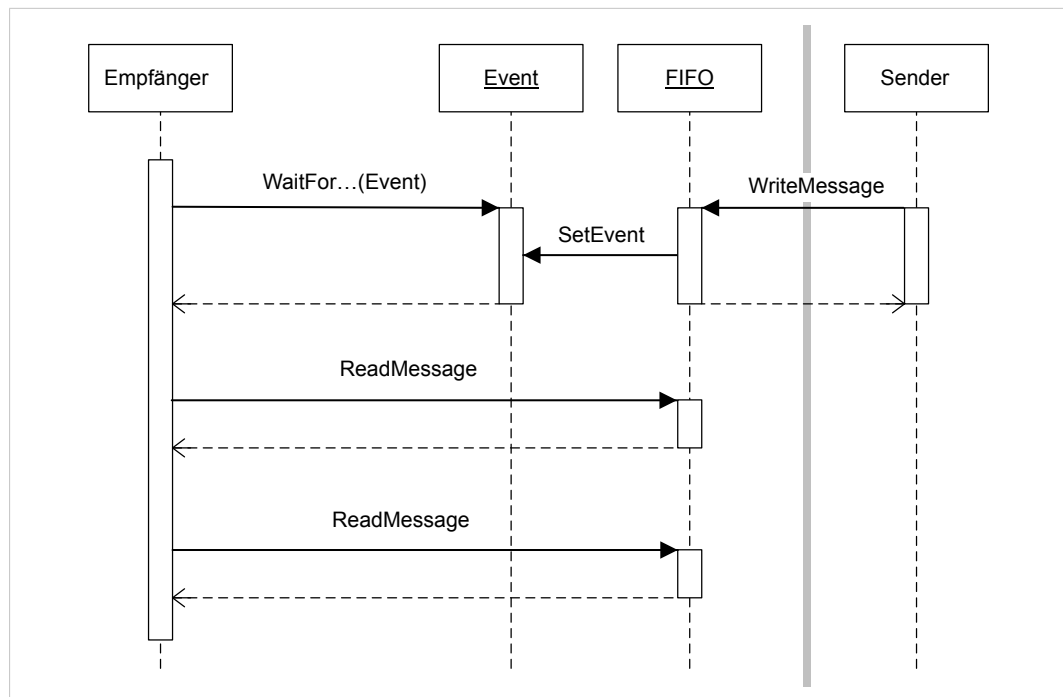 Empfänger
Event
FIFO
Sender
WaitFor…(Event)
WriteMessage
SetEvent
ReadMessage
ReadMessage